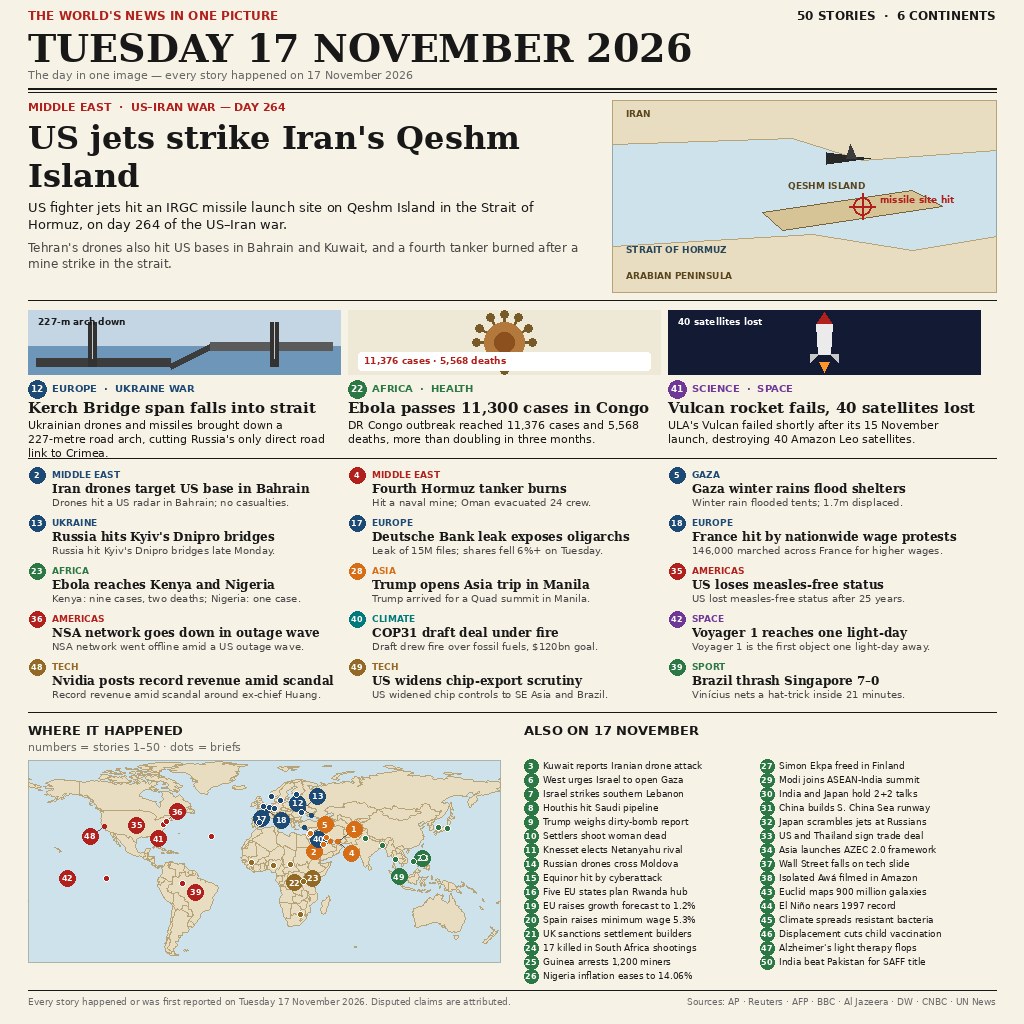 THE WORLD'S NEWS IN ONE PICTURE
50 STORIES · 6 CONTINENTS
TUESDAY 17 NOVEMBER 2026
The day in one image — every story happened on 17 November 2026
MIDDLE EAST · US-IRAN WAR — DAY 264
US jets strike Iran's Qeshm
Island
US fighter jets hit an IRGC missile launch site on Qeshm Island in the Strait of
Hormuz, on day 264 of the US–Iran war.
Tehran's drones also hit US bases in Bahrain and Kuwait, and a fourth tanker burned after a
mine strike in the strait.
IRAN
QESHM ISLAND
missile site hit
STRAIT OF HORMUZ
ARABIAN PENINSULA
227-m arch down
12 EUROPE · UKRAINE WAR
Kerch Bridge span falls into strait
Ukrainian drones and missiles brought down a
227-metre road arch, cutting Russia's only direct road
link to Crimea.
11,376 cases · 5,568 deaths
22 AFRICA · HEALTH
Ebola passes 11,300 cases in Congo
DR Congo outbreak reached 11,376 cases and 5,568
deaths, more than doubling in three months.
40 satellites lost
41 SCIENCE · SPACE
Vulcan rocket fails, 40 satellites lost
ULA's Vulcan failed shortly after its 15 November
launch, destroying 40 Amazon Leo satellites.
2 MIDDLE EAST
Iran drones target US base in Bahrain
Drones hit a US radar in Bahrain; no casualties.
4 MIDDLE EAST
Fourth Hormuz tanker burns
Hit a naval mine; Oman evacuated 24 crew.
5 GAZA
Gaza winter rains flood shelters
Winter rain flooded tents; 1.7m displaced.
13 UKRAINE
Russia hits Kyiv's Dnipro bridges
Russia hit Kyiv's Dnipro bridges late Monday.
17 EUROPE
Deutsche Bank leak exposes oligarchs
Leak of 15M files; shares fell 6%+ on Tuesday.
18 EUROPE
France hit by nationwide wage protests
146,000 marched across France for higher wages.
23 AFRICA
Ebola reaches Kenya and Nigeria
Kenya: nine cases, two deaths; Nigeria: one case.
28 ASIA
Trump opens Asia trip in Manila
Trump arrived for a Quad summit in Manila.
35 AMERICAS
US loses measles-free status
US lost measles-free status after 25 years.
36 AMERICAS
NSA network goes down in outage wave
NSA network went offline amid a US outage wave.
40 CLIMATE
COP31 draft deal under fire
Draft drew fire over fossil fuels, $120bn goal.
42 SPACE
Voyager 1 reaches one light-day
Voyager 1 is the first object one light-day away.
48 TECH
Nvidia posts record revenue amid scandal
Record revenue amid scandal around ex-chief Huang.
49 TECH
US widens chip-export scrutiny
US widened chip controls to SE Asia and Brazil.
39 SPORT
Brazil thrash Singapore 7–0
Vinícius nets a hat-trick inside 21 minutes.
WHERE IT HAPPENED
numbers = stories 1–50 · dots = briefs
36
35
48
41
42
39
13
12
17
18
5
1
40
2
4
22
23
49
ALSO ON 17 NOVEMBER
3 Kuwait reports Iranian drone attack
6 West urges Israel to open Gaza
7 Israel strikes southern Lebanon
8 Houthis hit Saudi pipeline
9 Trump weighs dirty-bomb report
10 Settlers shoot woman dead
11 Knesset elects Netanyahu rival
14 Russian drones cross Moldova
15 Equinor hit by cyberattack
16 Five EU states plan Rwanda hub
19 EU raises growth forecast to 1.2%
20 Spain raises minimum wage 5.3%
21 UK sanctions settlement builders
24 17 killed in South Africa shootings
25 Guinea arrests 1,200 miners
26 Nigeria inflation eases to 14.06%
27 Simon Ekpa freed in Finland
29 Modi joins ASEAN-India summit
30 India and Japan hold 2+2 talks
31 China builds S. China Sea runway
32 Japan scrambles jets at Russians
33 US and Thailand sign trade deal
34 Asia launches AZEC 2.0 framework
37 Wall Street falls on tech slide
38 Isolated Awá filmed in Amazon
43 Euclid maps 900 million galaxies
44 El Niño nears 1997 record
45 Climate spreads resistant bacteria
46 Displacement cuts child vaccination
47 Alzheimer's light therapy flops
50 India beat Pakistan for SAFF title
Every story happened or was first reported on Tuesday 17 November 2026. Disputed claims are attributed.
Sources: AP · Reuters · AFP · BBC · Al Jazeera · DW · CNBC · UN News